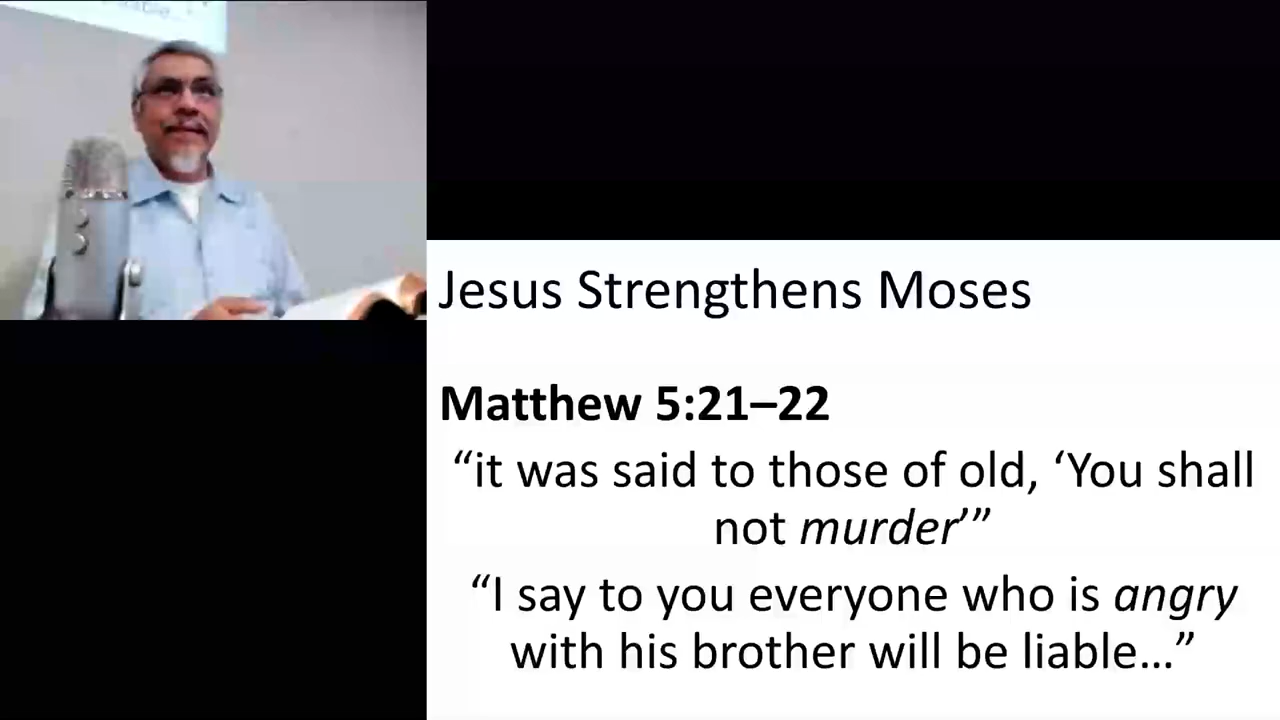 Jesus Strengthens Moses
Matthew 5:21–22
“it was said to those of old, ‘You shall
not murder’”
“I say to you everyone who is angry
with his brother will be liable…”